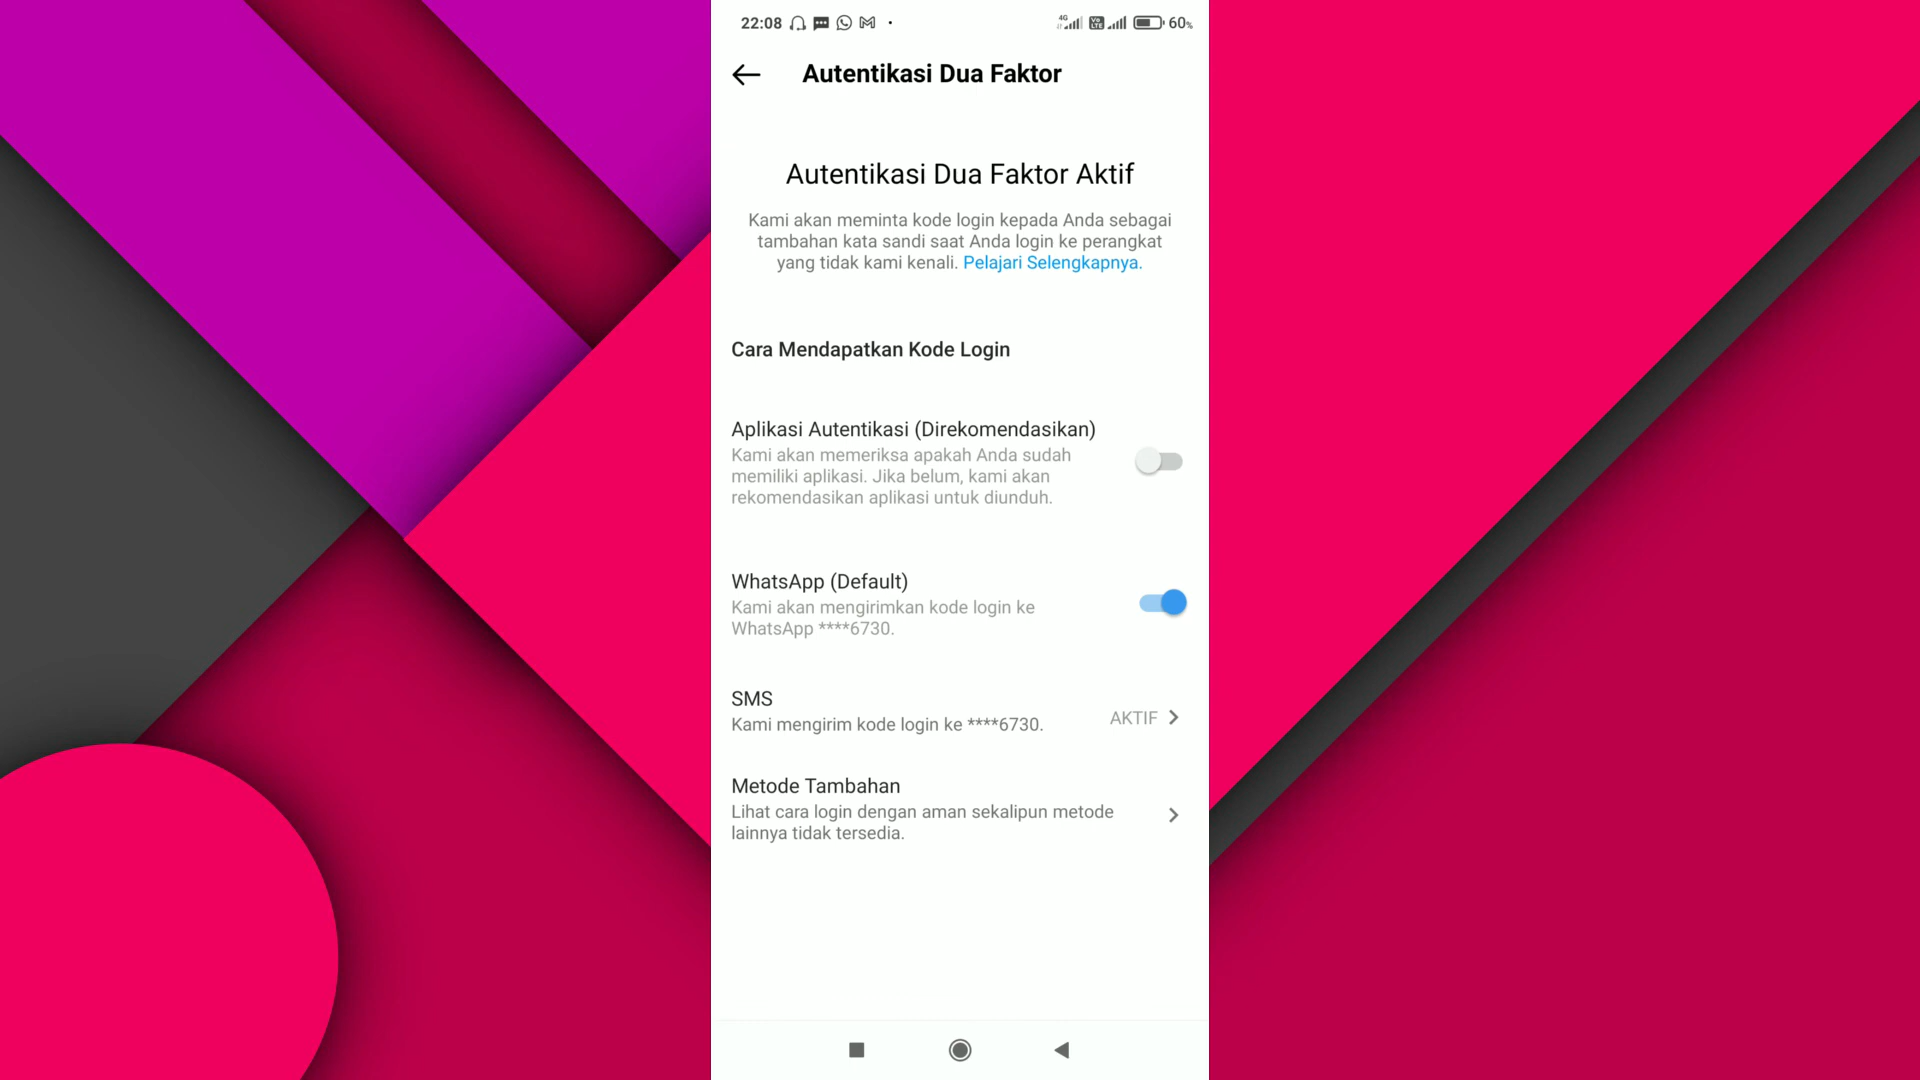 22:08
4G
Vo
LTE
60%
Autentikasi Dua Faktor
Autentikasi Dua Faktor Aktif
Kami akan meminta kode login kepada Anda sebagai
tambahan kata sandi saat Anda login ke perangkat
yang tidak kami kenali. Pelajari Selengkapnya.
Cara Mendapatkan Kode Login
Aplikasi Autentikasi (Direkomendasikan)
Kami akan memeriksa apakah Anda sudah
memiliki aplikasi. Jika belum, kami akan
rekomendasikan aplikasi untuk diunduh.
WhatsApp (Default)
Kami akan mengirimkan kode login ke
WhatsApp ****6730.
SMS
Kami mengirim kode login ke ****6730.
AKTIF
Metode Tambahan
Lihat cara login dengan aman sekalipun metode
lainnya tidak tersedia.